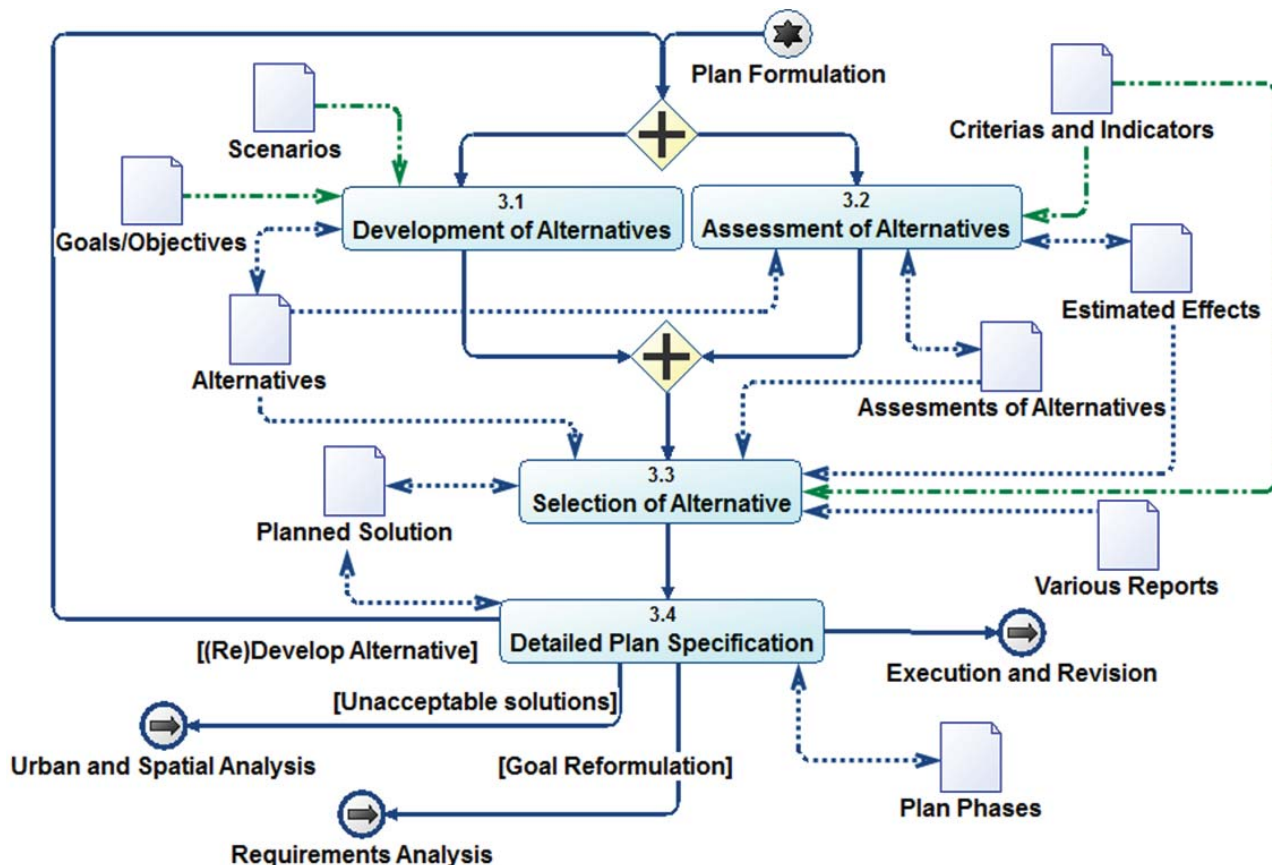 Plan Formulation
Scenarios
Criterias and Indicators
Goals/Objectives
3.1
Development of Alternatives
3.2
Assessment of Alternatives
Estimated Effects
Alternatives
Assesments of Alternatives
3.3
Selection of Alternative
Planned Solution
Various Reports
3.4
Detailed Plan Specification
[(Re)Develop Alternative]
Execution and Revision
[Unacceptable solutions]
Urban and Spatial Analysis
[Goal Reformulation]
Plan Phases
Requirements Analysis